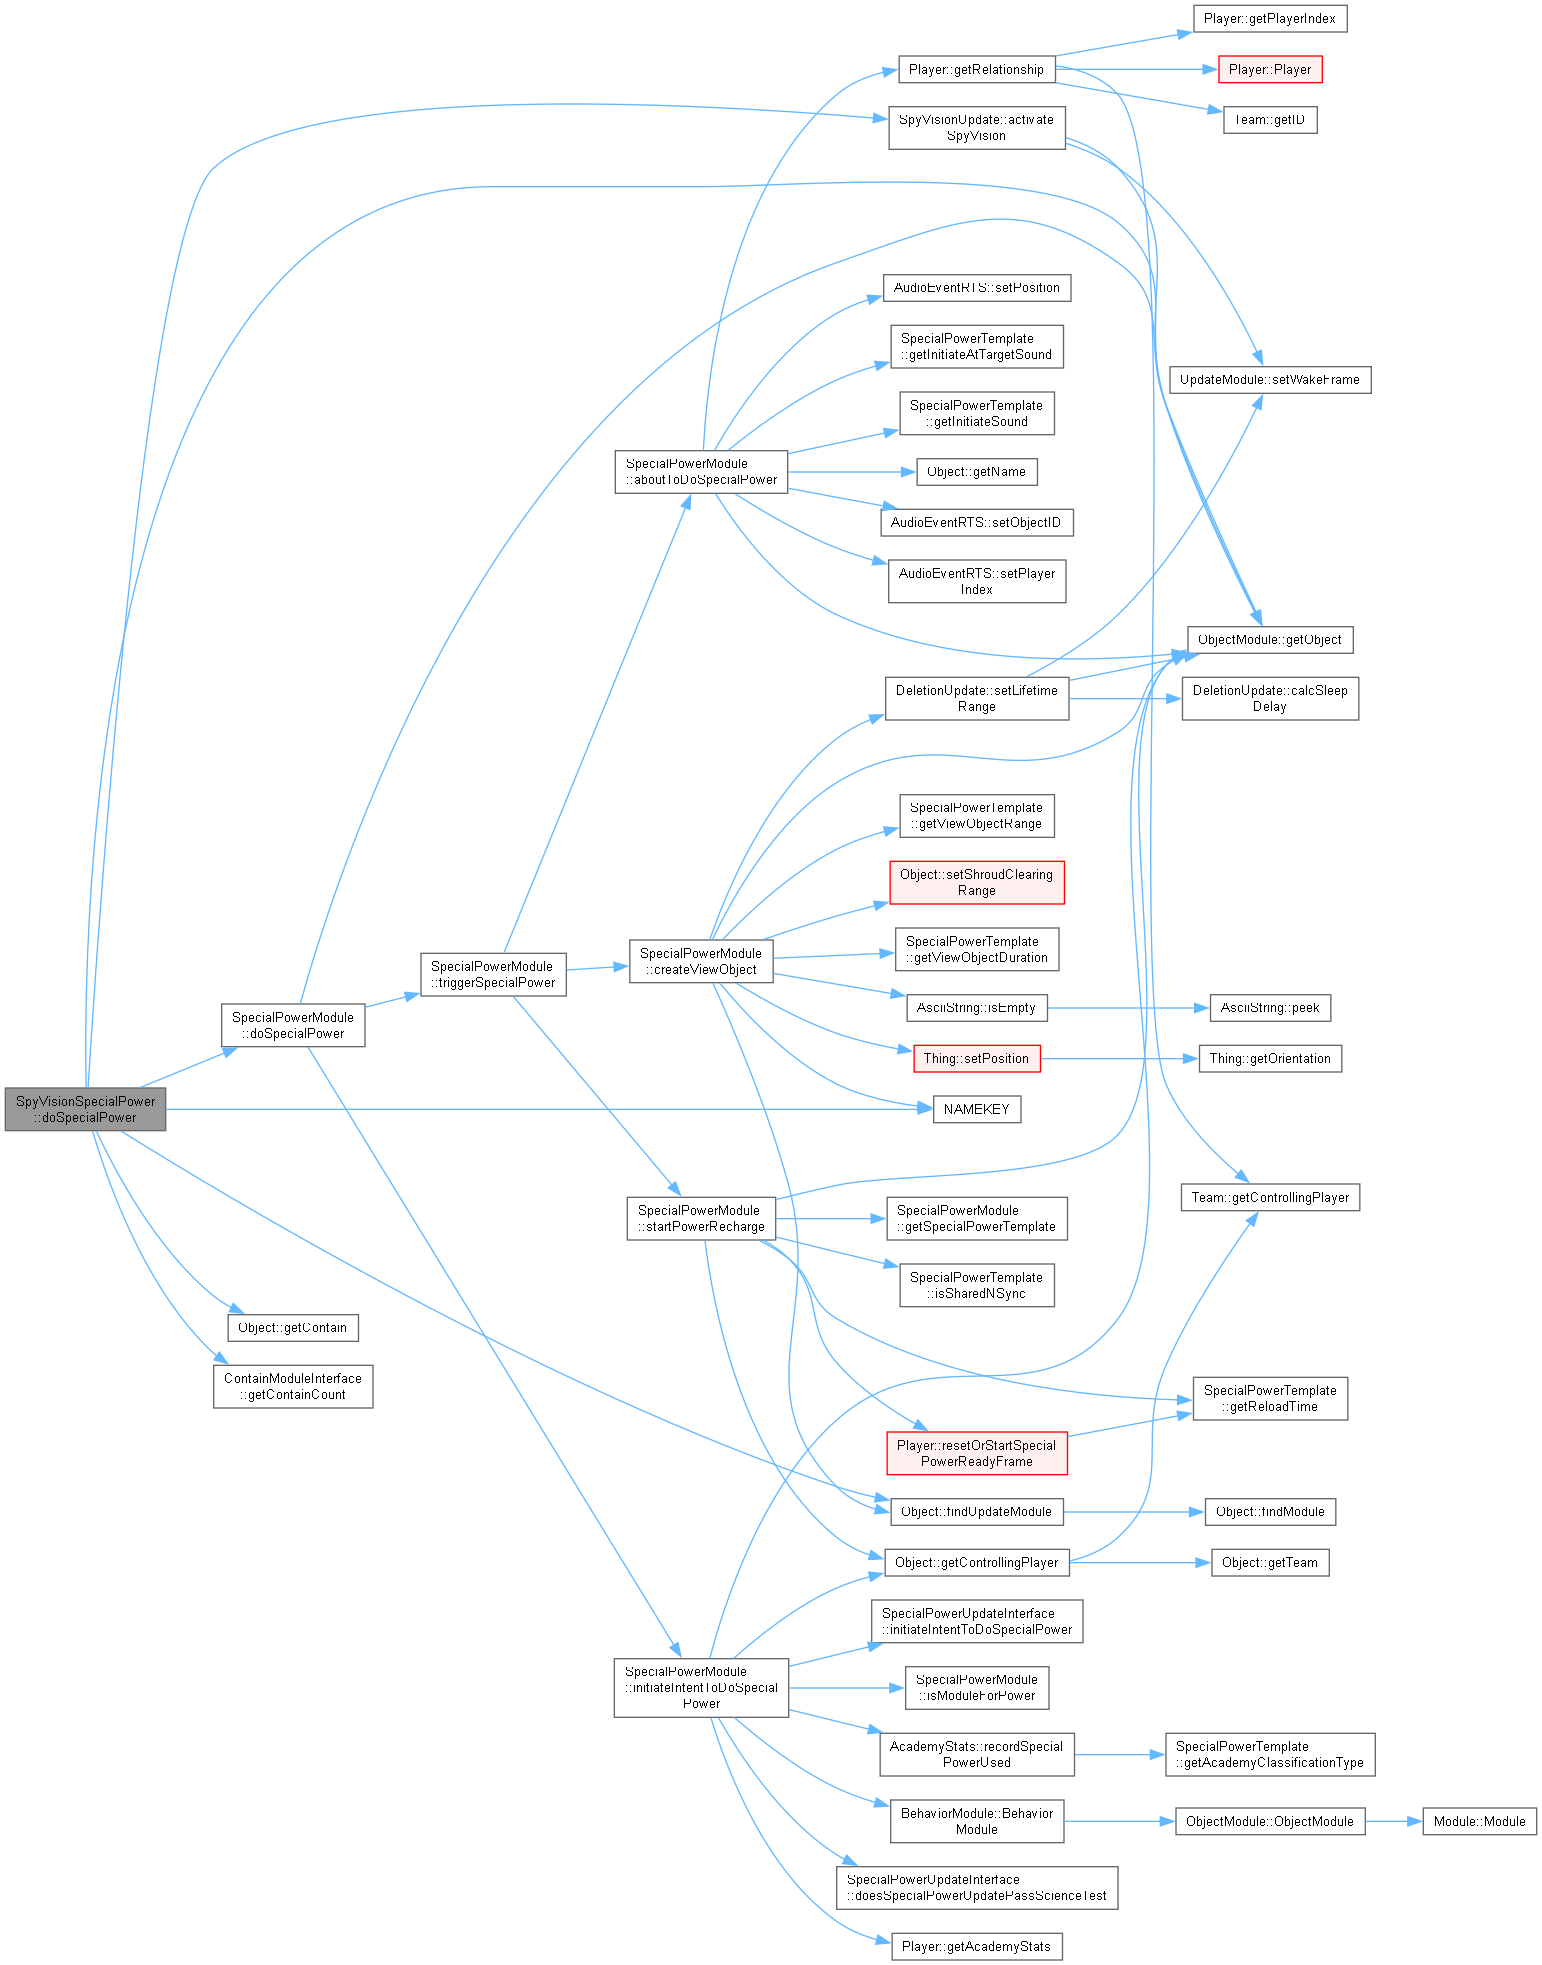 Player::getPlayerIndex
Player::getRelationship
Player::Player
Team::getID
SpyVisionUpdate::activate
SpyVision
AudioEventRTS::setPosition
SpecialPowerTemplate
::getInitiateAtTargetSound
UpdateModule::setWakeFrame
SpecialPowerTemplate
::getInitiateSound
SpecialPowerModule
::aboutToDoSpecialPower
Object::getName
AudioEventRTS::setObjectID
AudioEventRTS::setPlayer
Index
ObjectModule::getObject
DeletionUpdate::setLifetime
Range
DeletionUpdate::calcSleep
Delay
SpecialPowerTemplate
::getViewObjectRange
Object::setShroudClearing
Range
SpecialPowerTemplate
::getViewObjectDuration
SpecialPowerModule
::createViewObject
SpecialPowerModule
::triggerSpecialPower
AsciiString::isEmpty
AsciiString::peek
SpecialPowerModule
::doSpecialPower
Thing::setPosition
Thing::getOrientation
SpyVisionSpecialPower
::doSpecialPower
NAMEKEY
Team::getControllingPlayer
SpecialPowerModule
::startPowerRecharge
SpecialPowerModule
::getSpecialPowerTemplate
SpecialPowerTemplate
::isSharedNSync
Object::getContain
ContainModuleInterface
::getContainCount
SpecialPowerTemplate
::getReloadTime
Player::resetOrStartSpecial
PowerReadyFrame
Object::findUpdateModule
Object::findModule
Object::getControllingPlayer
Object::getTeam
SpecialPowerUpdateInterface
::initiateIntentToDoSpecialPower
SpecialPowerModule
::initiateIntentToDoSpecial
Power
SpecialPowerModule
::isModuleForPower
AcademyStats::recordSpecial
PowerUsed
SpecialPowerTemplate
::getAcademyClassificationType
BehaviorModule::Behavior
Module
ObjectModule::ObjectModule
Module::Module
SpecialPowerUpdateInterface
::doesSpecialPowerUpdatePassScienceTest
Player::getAcademyStats